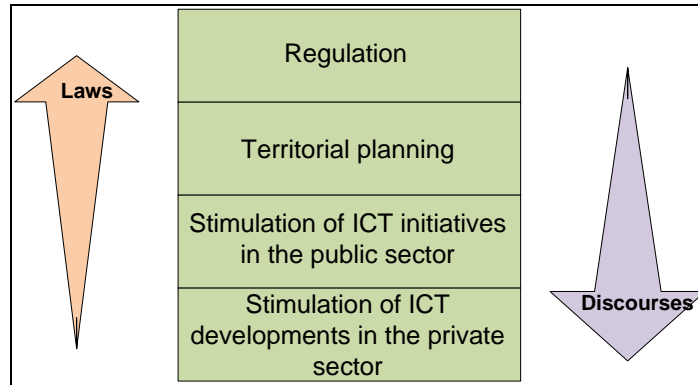 Laws
Regulation
Territorial planning
Stimulation of ICT initiatives
in the public sector
Stimulation of ICT
developments in the private
sector
Discourses